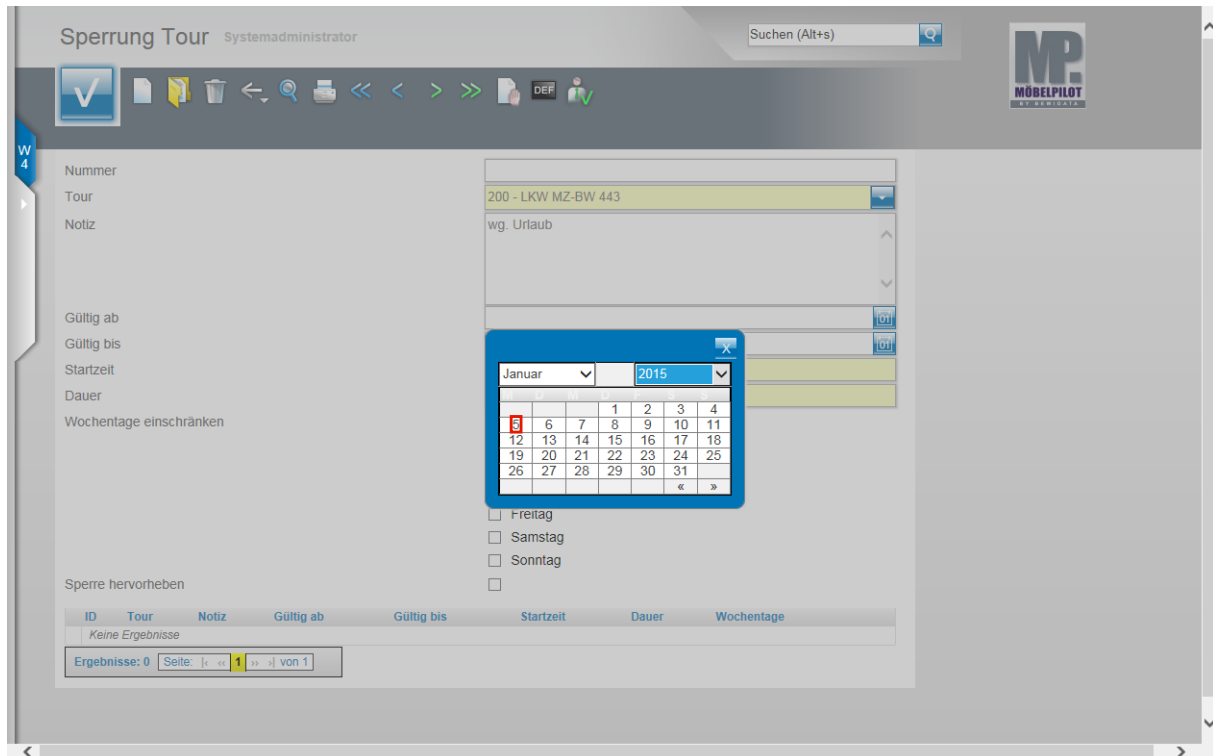 Sperrung Tour Systemadministrator Suchen (Alt+s)
MP.
MÖBELPILOT
BY BEMIDATA
DEF
W
4
Nummer
Tour 200 - LKW MZ-BW 443
Notiz wg. Urlaub
Gültig ab
Gültig bis X
Startzeit Januar 2015
Dauer M D M D F S S
Wochentage einschränken
1 2 3 4
5 6 7 8 9 10 11
12 13 14 15 16 17 18
19 20 21 22 23 24 25
26 27 28 29 30 31
« »
Freitag
Samstag
Sonntag
Sperre hervorheben
ID Tour Notiz Gültig ab Gültig bis Startzeit Dauer Wochentage
Keine Ergebnisse
Ergebnisse: 0 Seite: |‹ ‹‹ 1 ›› ›| von 1